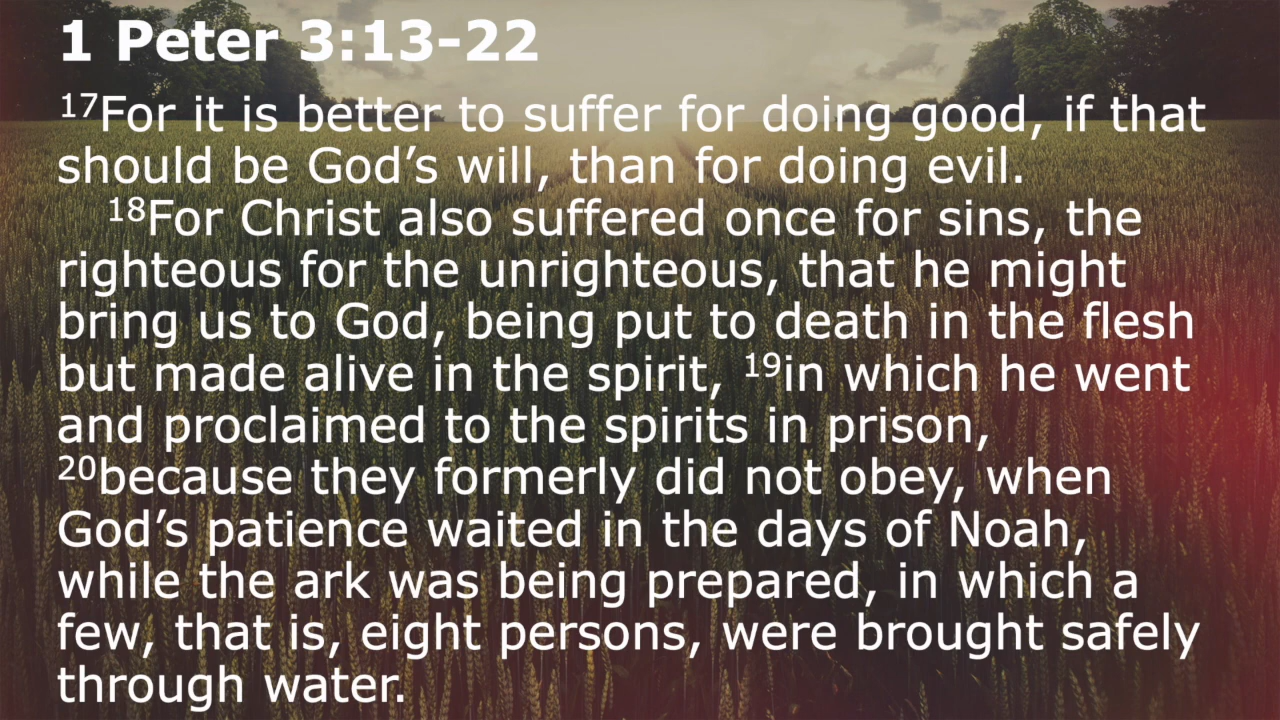 1 Peter 3:13-22
17For it is better to suffer for doing good, if that
should be God’s will, than for doing evil.
18For Christ also suffered once for sins, the
righteous for the unrighteous, that he might
bring us to God, being put to death in the flesh
but made alive in the spirit, 19in which he went
and proclaimed to the spirits in prison,
20because they formerly did not obey, when
God’s patience waited in the days of Noah,
while the ark was being prepared, in which a
few, that is, eight persons, were brought safely
through water.